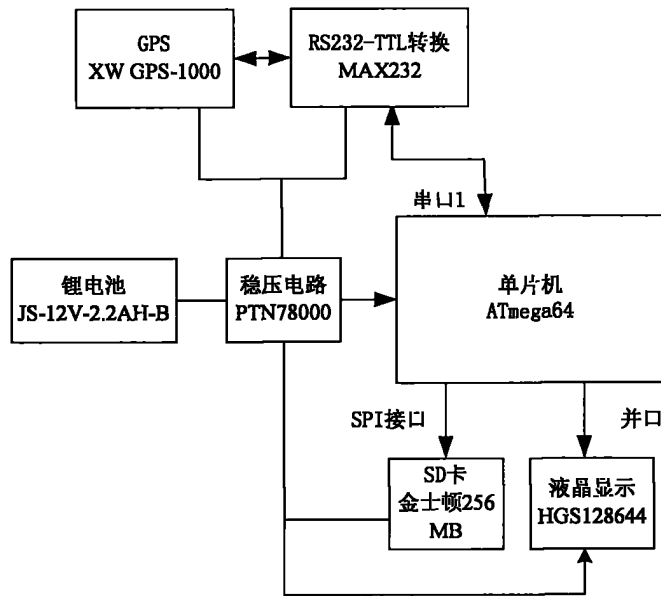 GPS
XW GPS-1000
RS232-TTL转换
MAX232
串口1
锂电池
JS-12V-2.2AH-B
稳压电路
PTN78000
单片机
ATmega64
SPI接口
并口
SD卡
金士顿256
MB
液晶显示
HGS128644